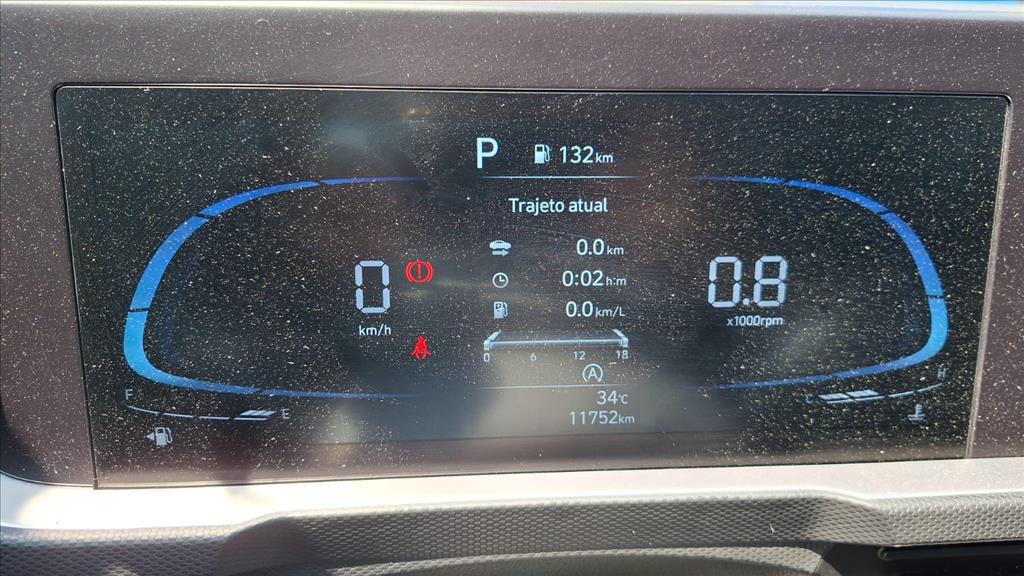 P 132km
Trajeto atual
0.0km
0:02h:m
0.0km/L
0 6 12 18
0
km/h
0.8
x1000rpm
A
34°C
11752km
F E
C H